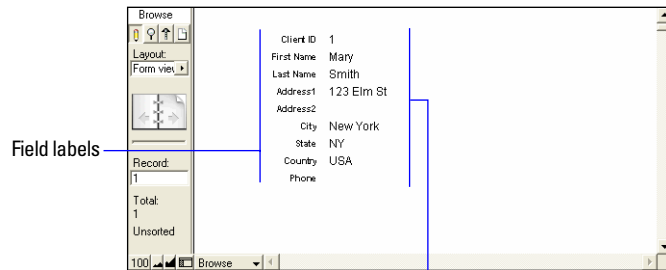 Browse
Layout:
Form view
Record:
1
Total:
1
Unsorted
100
Browse
Field labels
Client ID 1
First Name Mary
Last Name Smith
Address1 123 Elm St
Address2
City New York
State NY
Country USA
Phone